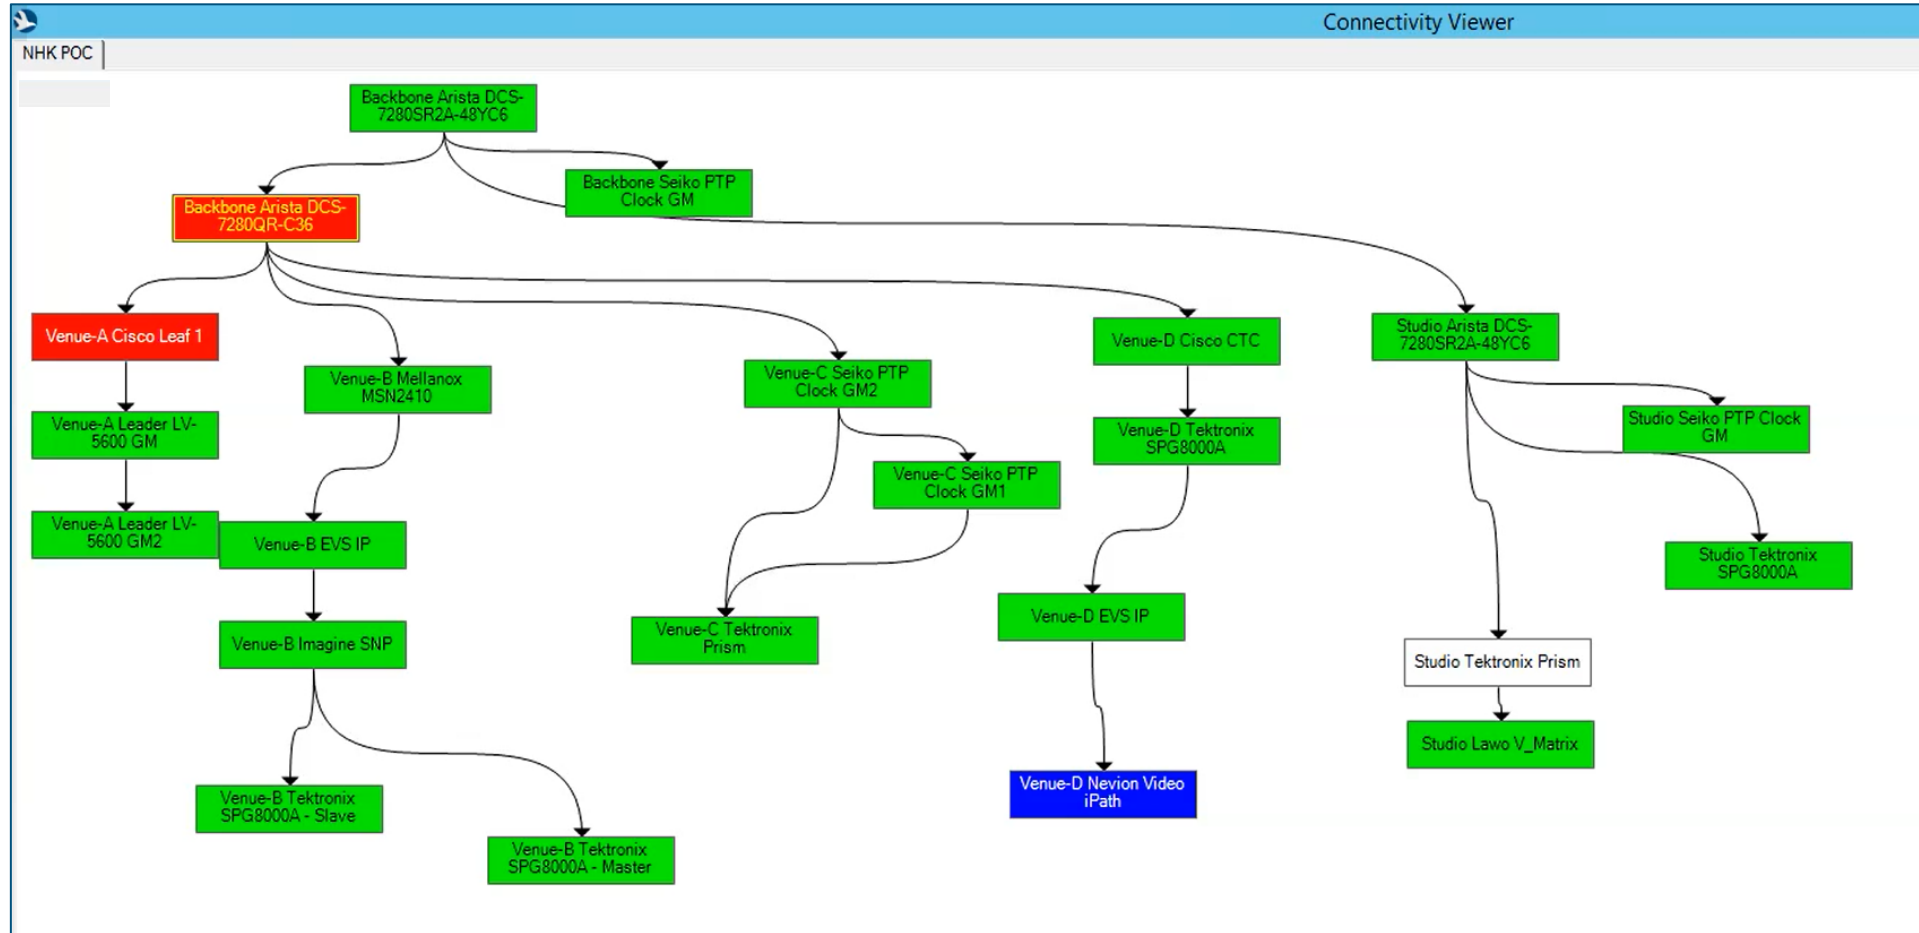 Connectivity Viewer
NHK POC
Backbone Arista DCS-
7280SR2A-48YC6
Backbone Seiko PTP
Clock GM
Backbone Arista DCS-
7280QR-C36
Venue-A Cisco Leaf 1
Venue-D Cisco CTC
Studio Arista DCS-
7280SR2A-48YC6
Venue-B Mellanox
MSN2410
Venue-C Seiko PTP
Clock GM2
Venue-A Leader LV-
5600 GM
Venue-D Tektronix
SPG8000A
Studio Seiko PTP Clock
GM
Venue-C Seiko PTP
Clock GM1
Venue-A Leader LV-
5600 GM2
Venue-B EVS IP
Studio Tektronix
SPG8000A
Venue-B Imagine SNP
Venue-C Tektronix
Prism
Venue-D EVS IP
Studio Tektronix Prism
Studio Lawo V_Matrix
Venue-D Nevion Video
iPath
Venue-B Tektronix
SPG8000A - Slave
Venue-B Tektronix
SPG8000A - Master